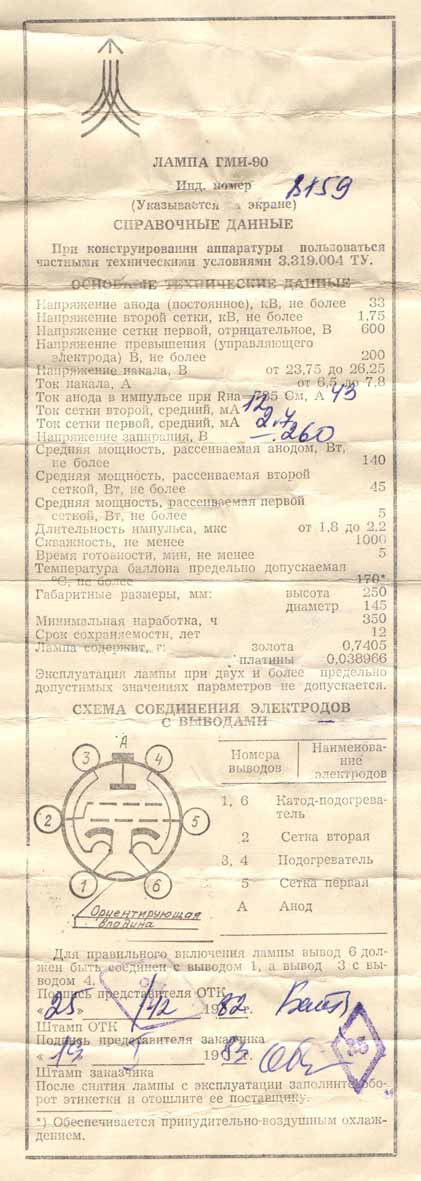 ЛАМПА ГМИ-90
Инд. номер 8159
(Указывается на экране)
СПРАВОЧНЫЕ ДАННЫЕ
При конструировании аппаратуры пользоваться
частными техническими условиями 3.319.004 ТУ.
ОСНОВНЫЕ ТЕХНИЧЕСКИЕ ДАННЫЕ
Напряжение анода (постоянное), кВ, не более 33
Напряжение второй сетки, кВ, не более 1,75
Напряжение сетки первой, отрицательное, В 600
Напряжение превышения (управляющего
электрода) В, не более 200
Напряжение накала, В от 23,75 до 26,25
Ток накала, А от 6,5 до 7.8
Ток анода в импульсе при Rна 735 Ом, А 43
Ток сетки второй, средний, мА 12
Ток сетки первой, средний, мА 2.4
Напряжение запирания, В —260
Средняя мощность, рассеиваемая анодом, Вт,
не более 140
Средняя мощность, рассеиваемая второй
сеткой, Вт, не более 45
Средняя мощность, рассеиваемая первой
сеткой, Вт, не более 5
Длительность импульса, мкс от 1,8 до 2,2
Скважность, не менее 1000
Время готовности, мин, не менее 5
Температура баллона предельно допускаемая
°С, не более 170*
Габаритные размеры, мм: высота 250
диаметр 145
Минимальная наработка, ч 350
Срок сохраняемости, лет 12
Лампа содержит, г: золота 0,7405
платины 0,038966
Эксплуатация лампы при двух и более предельно
допустимых значениях параметров не допускается.
СХЕМА СОЕДИНЕНИЯ ЭЛЕКТРОДОВ
С ВЫВОДАМИ
А
3
4
2
5
1
6
Ориентирующая
впадина
Номера
выводов
Наименова-
ние
электродов
1, 6 Катод-подогрева-
тель
2 Сетка вторая
3, 4 Подогреватель
5 Сетка первая
А Анод
Для правильного включения лампы вывод 6 дол-
жен быть соединен с выводом 1, а вывод 3 с вы-
водом 4.
Подпись представителя ОТК
«25» 12 1982 г.
Штамп ОТК
Подпись представителя заказчика
«13 3 19 83
Штамп заказчика
После снятия лампы с эксплуатации заполните обо-
рот этикетки и отошлите ее поставщику.
*) Обеспечивается принудительно-воздушным охлаж-
дением.